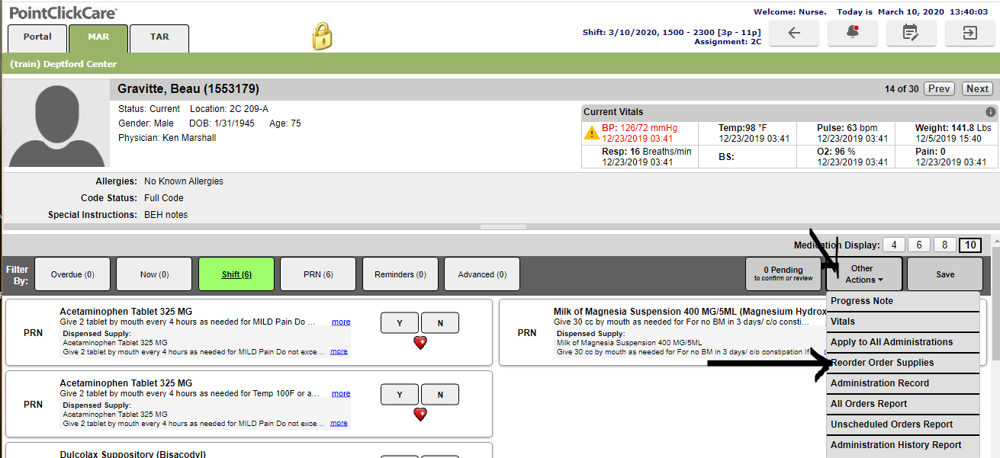 PointClickCare®
Welcome: Nurse. Today is March 10, 2020 13:40:03
Portal
MAR
TAR
Shift: 3/10/2020, 1500 - 2300 [3p - 11p]
Assignment: 2C
(train) Deptford Center
Gravitte, Beau (1553179)
14 of 30 Prev Next
Status: Current Location: 2C 209-A
Gender: Male DOB: 1/31/1945 Age: 75
Physician: Ken Marshall
Current Vitals
BP: 126/72 mmHg
12/23/2019 03:41
Temp:98 °F
12/23/2019 03:41
Pulse: 63 bpm
12/23/2019 03:41
Weight: 141.8 Lbs
12/5/2019 15:40
Resp: 16 Breaths/min
12/23/2019 03:41
BS:
O2: 96 %
12/23/2019 03:41
Pain: 0
12/23/2019 03:41
Allergies: No Known Allergies
Code Status: Full Code
Special Instructions: BEH notes
Medication Display: 4 6 8 10
Filter
By:
Overdue (0)
Now (0)
Shift (6)
PRN (6)
Reminders (0)
Advanced (0)
0 Pending
to confirm or review
Other
Actions
Save
Progress Note
Vitals
Apply to All Administrations
Reorder Order Supplies
Administration Record
All Orders Report
Unscheduled Orders Report
Administration History Report
PRN
Acetaminophen Tablet 325 MG
Give 2 tablet by mouth every 4 hours as needed for MILD Pain Do ... more
Dispensed Supply:
Acetaminophen Tablet 325 MG
Give 2 tablet by mouth every 4 hours as needed for MILD Pain Do not exce... more
Y N
PRN
Milk of Magnesia Suspension 400 MG/5ML (Magnesium Hydrox
Give 30 cc by mouth as needed for For no BM in 3 days/ c/o consti...
Dispensed Supply:
Milk of Magnesia Suspension 400 MG/5ML
Give 30 cc by mouth as needed for For no BM in 3 days/ c/o constipation If...
PRN
Acetaminophen Tablet 325 MG
Give 2 tablet by mouth every 4 hours as needed for Temp 100F or a... more
Dispensed Supply:
Acetaminophen Tablet 325 MG
Give 2 tablet by mouth every 4 hours as needed for MILD Pain Do not exce... more
Y N
Dulcolax Suppository (Bisacodyl)